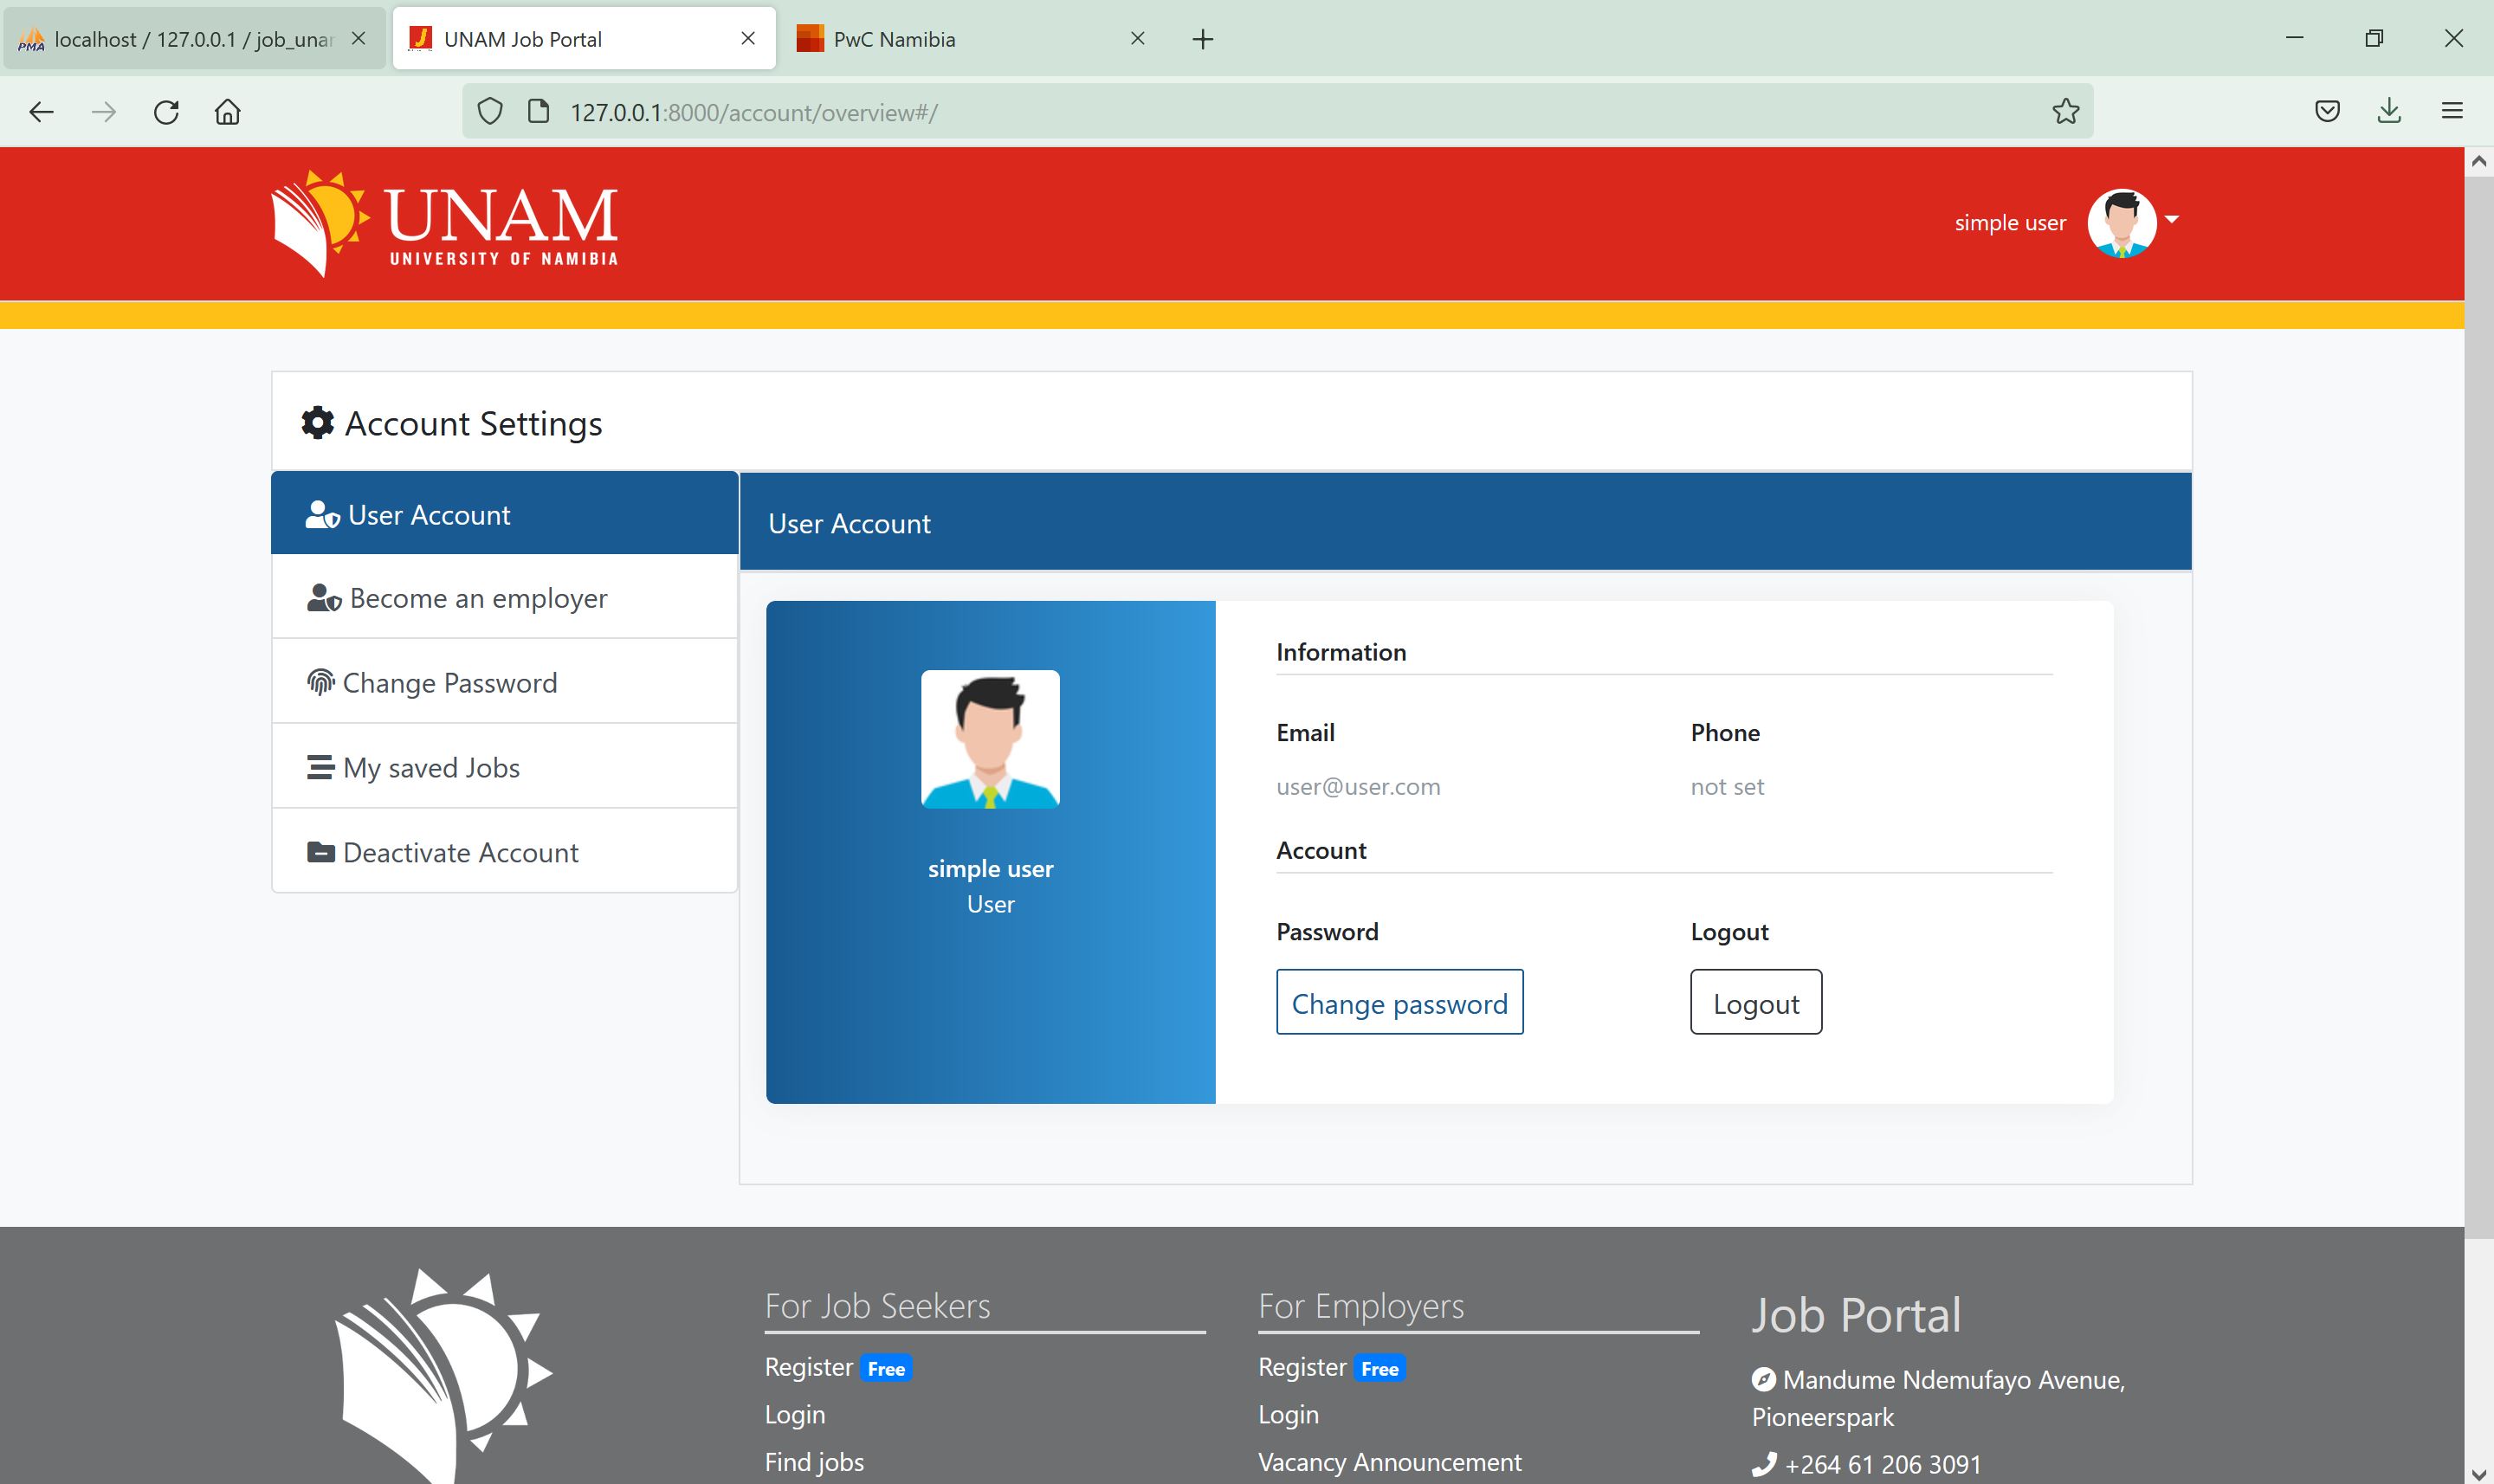 PMA localhost / 127.0.0.1 / job_unar
UNAM Job Portal
PwC Namibia
127.0.0.1:8000/account/overview#/
UNAM
UNIVERSITY OF NAMIBIA
simple user
Account Settings
User Account
Become an employer
Change Password
My saved Jobs
Deactivate Account
User Account
simple user
User
Information
Email Phone
user@user.com not set
Account
Password Logout
Change password Logout
For Job Seekers
Register Free
Login
Find jobs
For Employers
Register Free
Login
Vacancy Announcement
Job Portal
Mandume Ndemufayo Avenue,
Pioneerspark
+264 61 206 3091